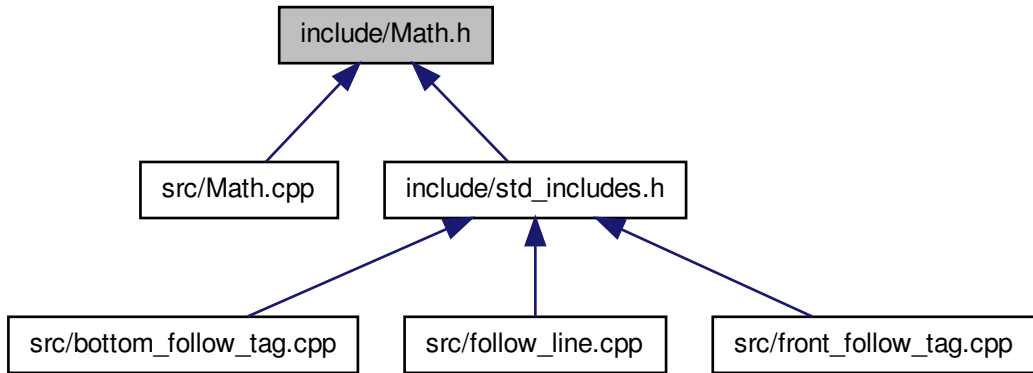 include/Math.h
src/Math.cpp
include/std_includes.h
src/bottom_follow_tag.cpp
src/follow_line.cpp
src/front_follow_tag.cpp